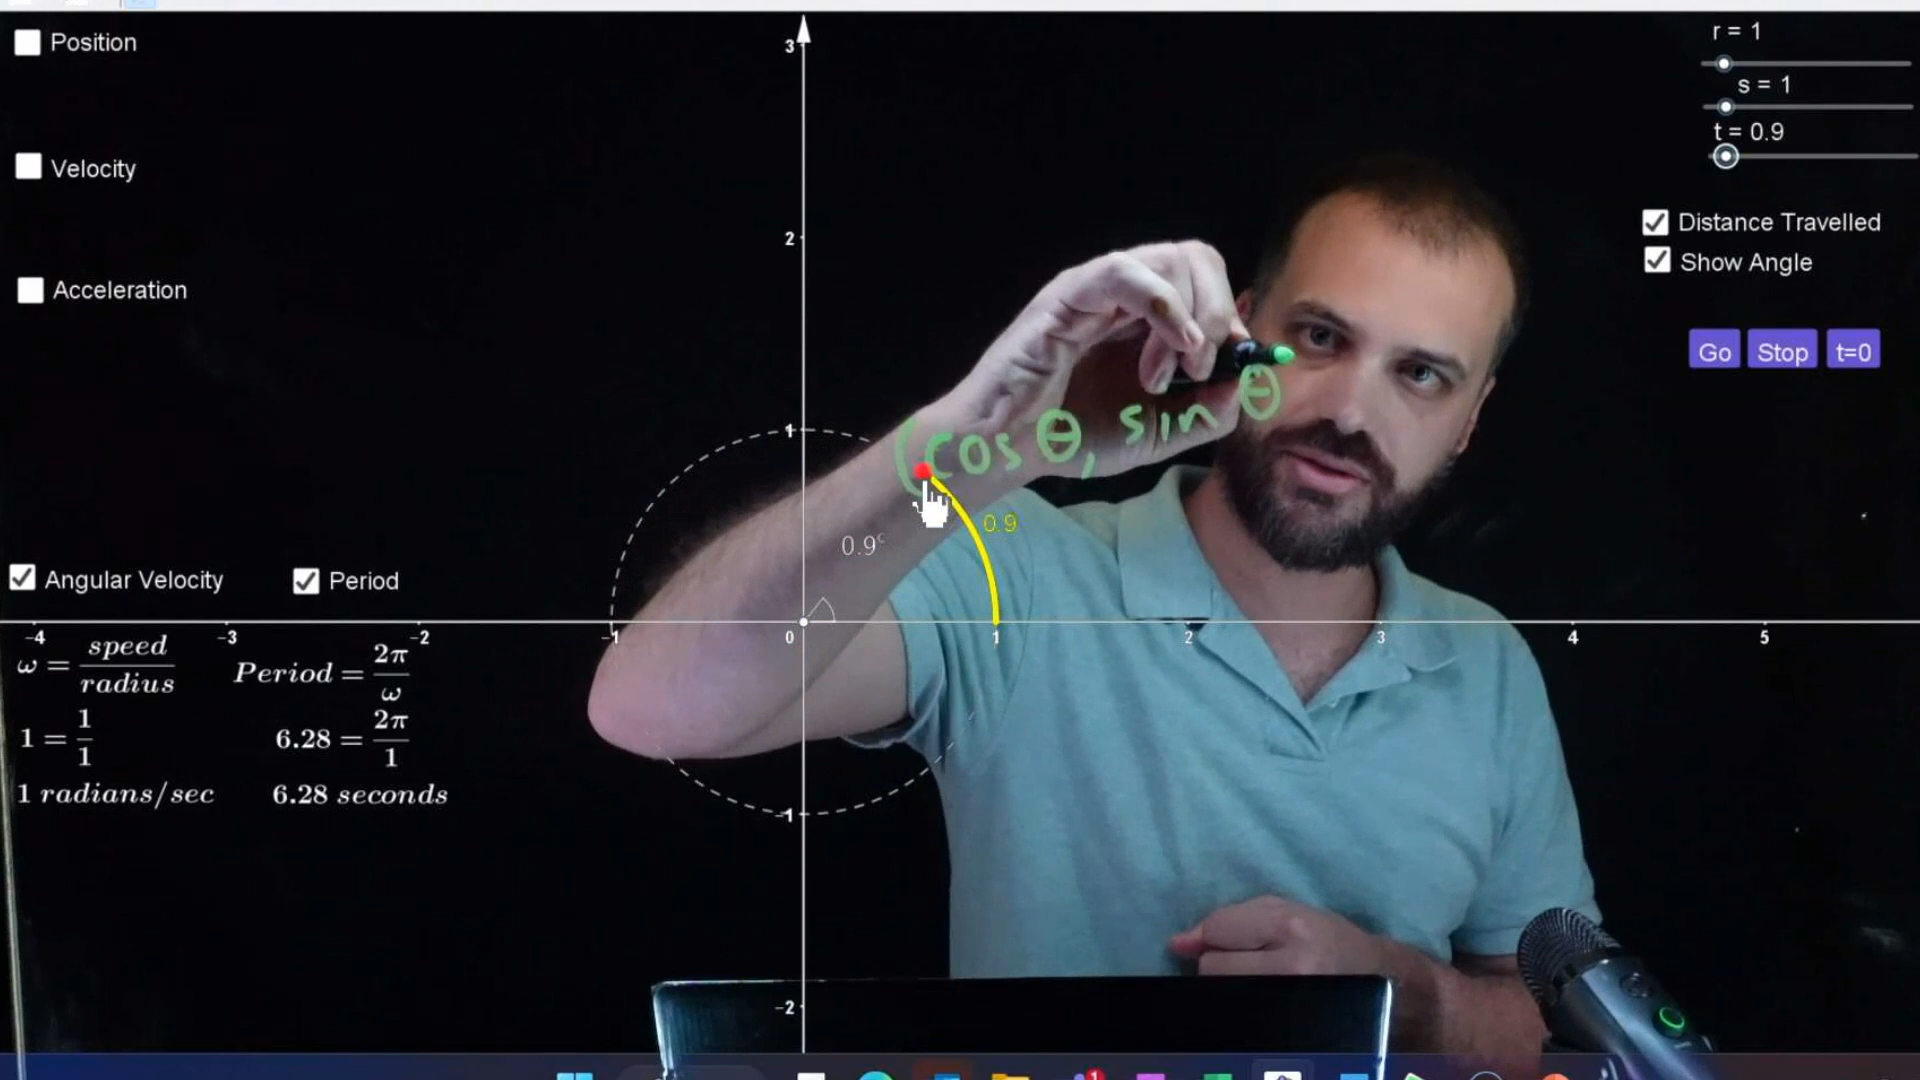 Position
Velocity
Acceleration
r = 1
s = 1
t = 0.9
Distance Travelled
Show Angle
Go Stop t=0
3
2
1
(cos θ, sin θ
0.9
0.9ᶜ
Angular Velocity Period
-4 -3 -2 -1 0 1 2 3 4 5
ω = speed/radius Period = 2π/ω
1 = 1/1 6.28 = 2π/1
1 radians/sec 6.28 seconds
-1
-2
1